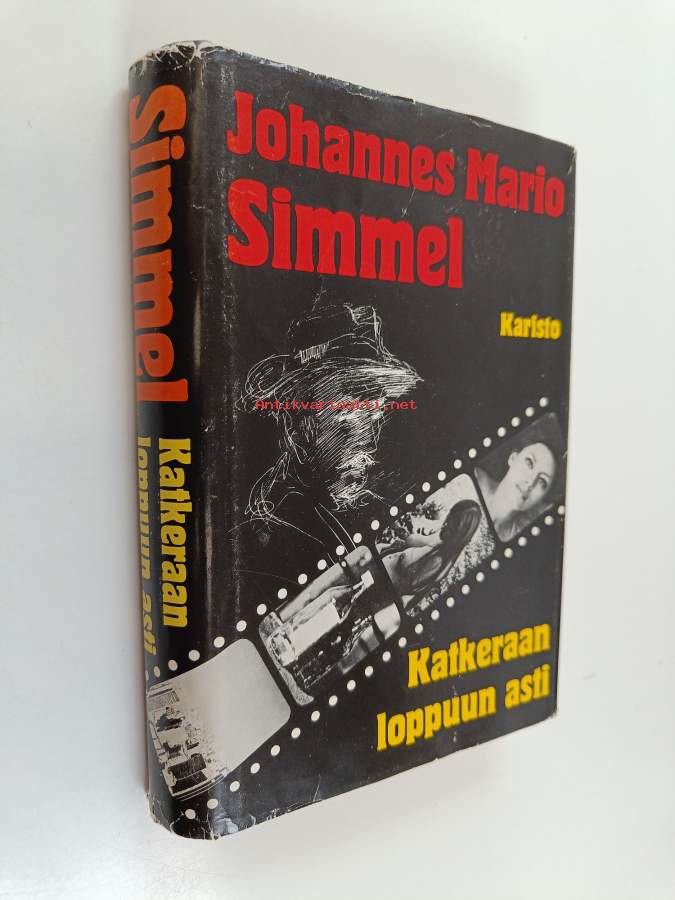 Simmel
Katkeraan
loppuun asti
Johannes Mario
Simmel
Karisto
Antikvariaatti.net
Katkeraan
loppuun asti